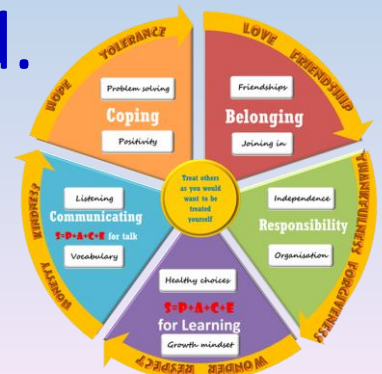 d.
HOPE TOLERANCE
LOVE FRIENDSHIP
THANKFULNESS FORGIVENESS
WONDER RESPECT
HONESTY KINDNESS
Problem solving
Coping
Positivity
Friendships
Belonging
Joining in
Treat others
as you would
want to be
treated
yourself
Listening
Communicating
S=P+A+C+E for talk
Vocabulary
Independence
Responsibility
Organisation
Healthy choices
S=P+A+C+E
for Learning
Growth mindset